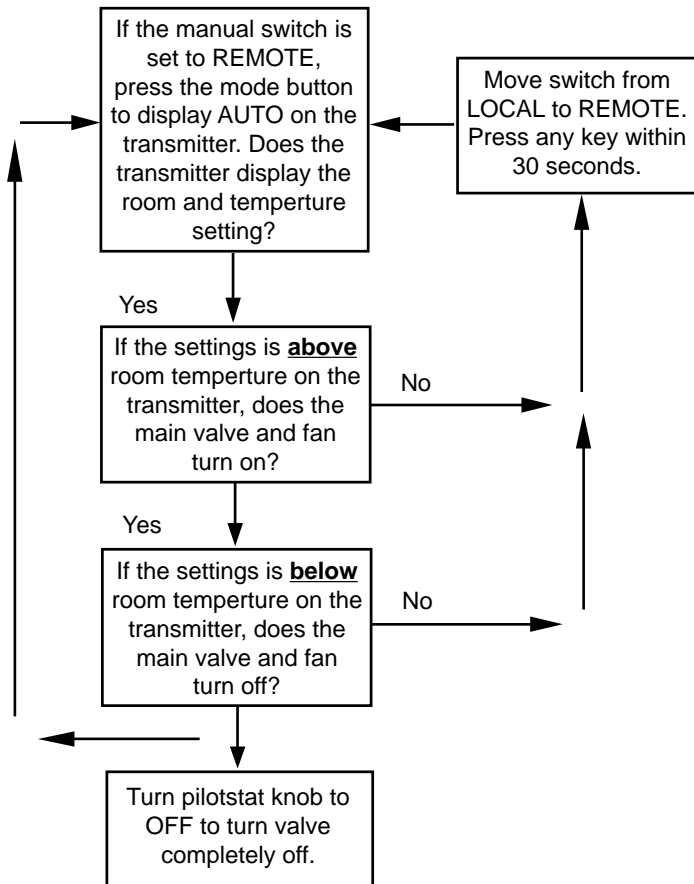 If the manual switch is
set to REMOTE,
press the mode button
to display AUTO on the
transmitter. Does the
transmitter display the
room and temperture
setting?
Move switch from
LOCAL to REMOTE.
Press any key within
30 seconds.
Yes
If the settings is above
room temperture on the
transmitter, does the
main valve and fan
turn on?
No
Yes
If the settings is below
room temperture on the
transmitter, does the
main valve and fan
turn off?
No
Turn pilotstat knob to
OFF to turn valve
completely off.